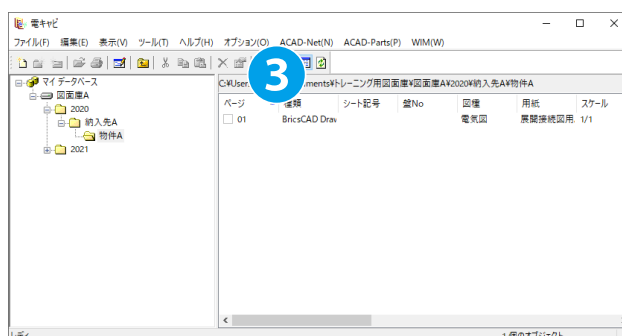 電キャビ
ファイル(F) 編集(E) 表示(V) ツール(T) ヘルプ(H) オプション(O) ACAD-Net(N) ACAD-Parts(P) WIM(W)
3
マイ データベース
図面庫A
2020
納入先A
物件A
2021
C:¥User ments¥トレーニング用図面庫¥図面庫A¥2020¥納入先A¥物件A
ページ 種類 シート記号 盤No 図種 用紙 スケール
01 BricsCAD Draw 電気図 展開接続図用. 1/1
レディ 1 個のオブジェクト